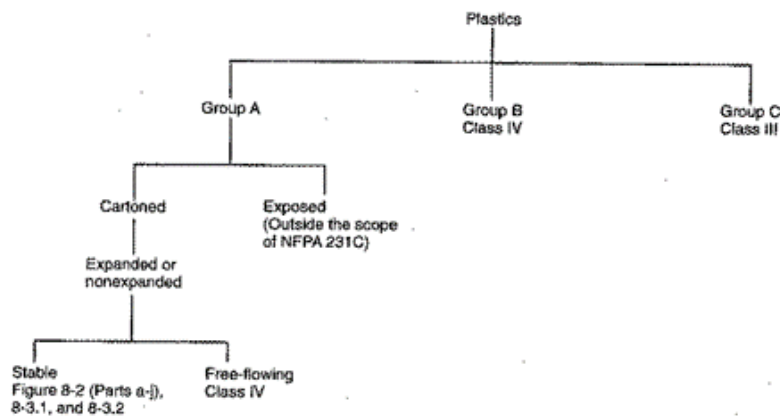 Plastics
Group A
Group B
Class IV
Group C
Class III
Cartoned
Exposed
(Outside the scope
of NFPA 231C)
Expanded or
nonexpanded
Stable
Figure 8-2 (Parts a-j),
8-3.1, and 8-3.2
Free-flowing
Class IV